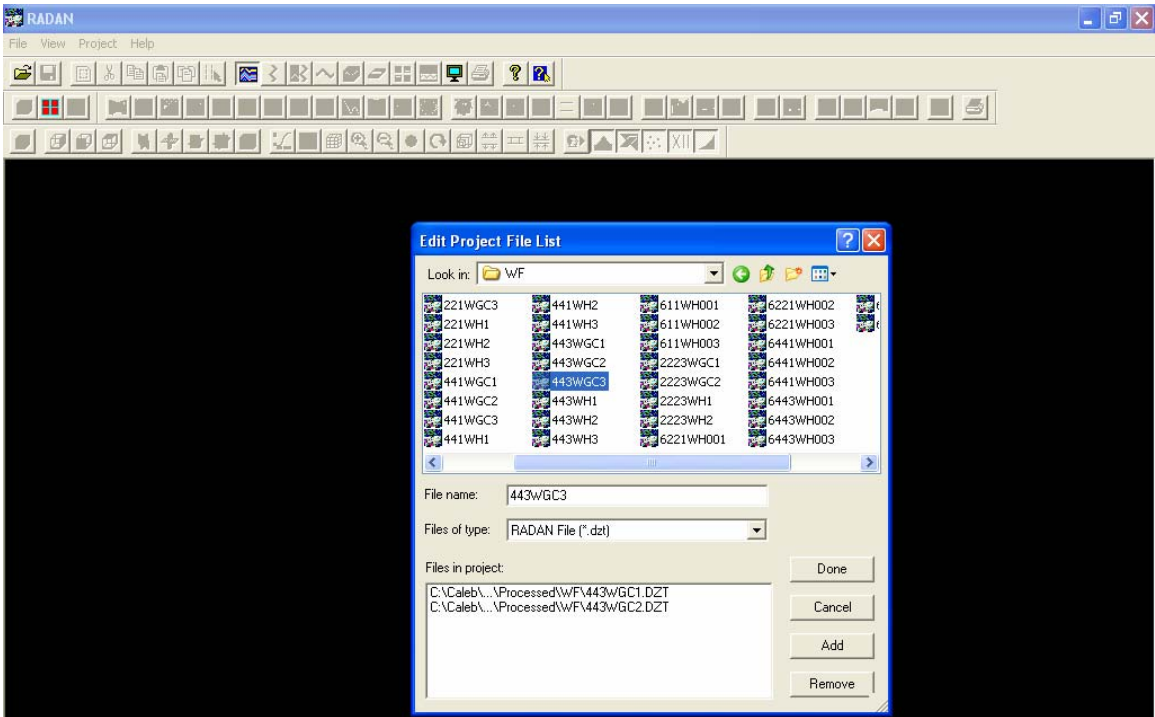 RADAN
File View Project Help
XII
Edit Project File List
Look in: WF
221WGC3 441WH2 611WH001 6221WH002 6
221WH1 441WH3 611WH002 6221WH003 6
221WH2 443WGC1 611WH003 6441WH001
221WH3 443WGC2 2223WGC1 6441WH002
441WGC1 443WGC3 2223WGC2 6441WH003
441WGC2 443WH1 2223WH1 6443WH001
441WGC3 443WH2 2223WH2 6443WH002
441WH1 443WH3 6221WH001 6443WH003
File name: 443WGC3
Files of type: RADAN File (*.dzt)
Files in project: Done
C:\Caleb\...\Processed\WF\443WGC1.DZT
C:\Caleb\...\Processed\WF\443WGC2.DZT
Cancel
Add
Remove